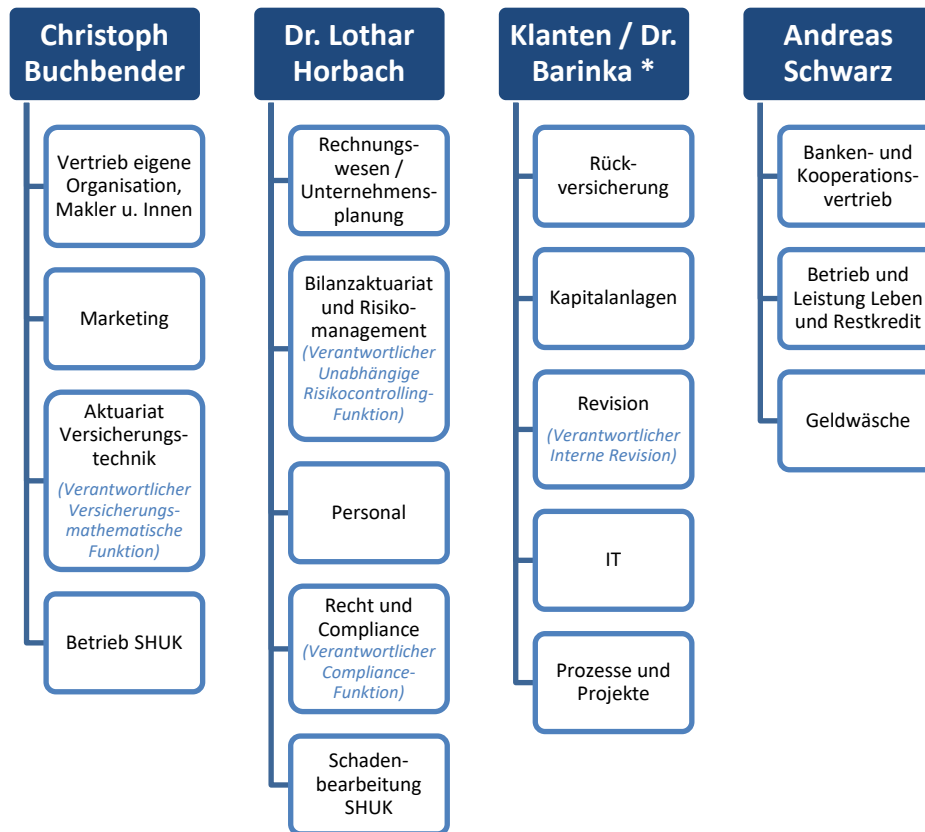 Christoph
Buchbender
Vertrieb eigene
Organisation,
Makler u. Innen
Marketing
Aktuariat
Versicherungs-
technik
(Verantwortlicher
Versicherungs-
mathematische
Funktion)
Betrieb SHUK
Dr. Lothar
Horbach
Rechnungs-
wesen /
Unternehmens-
planung
Bilanzaktuariat
und Risiko-
management
(Verantwortlicher
Unabhängige
Risikocontrolling-
Funktion)
Personal
Recht und
Compliance
(Verantwortlicher
Compliance-
Funktion)
Schaden-
bearbeitung
SHUK
Klanten / Dr.
Barinka *
Rück-
versicherung
Kapitalanlagen
Revision
(Verantwortlicher
Interne Revision)
IT
Prozesse und
Projekte
Andreas
Schwarz
Banken- und
Kooperations-
vertrieb
Betrieb und
Leistung Leben
und Restkredit
Geldwäsche